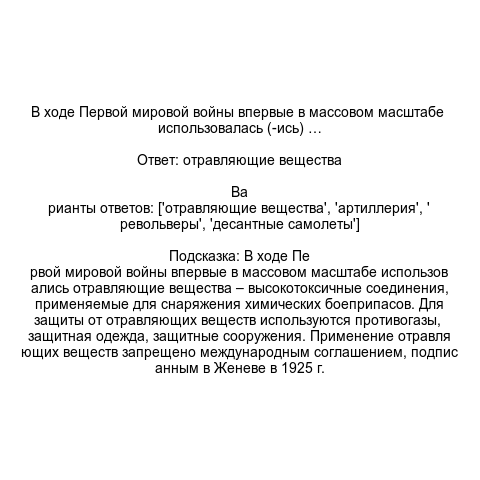 В ходе Первой мировой войны впервые в массовом масштабе
использовалась (-ись) …
Ответ: отравляющие вещества
Ва
рианты ответов: ['отравляющие вещества', 'артиллерия', '
револьверы', 'десантные самолеты']
Подсказка: В ходе Пе
рвой мировой войны впервые в массовом масштабе использов
ались отравляющие вещества – высокотоксичные соединения,
применяемые для снаряжения химических боеприпасов. Для
защиты от отравляющих веществ используются противогазы,
защитная одежда, защитные сооружения. Применение отравля
ющих веществ запрещено международным соглашением, подпис
анным в Женеве в 1925 г.